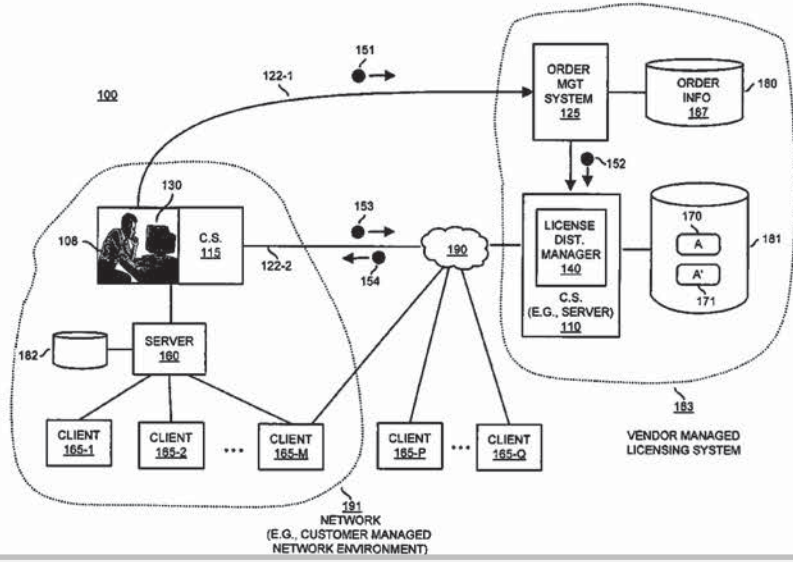 151
122-1
100
ORDER
MGT
SYSTEM
125
ORDER
INFO
187
180
152
130
108
C.S.
115
153
122-2
154
190
LICENSE
DIST.
MANAGER
140
C.S.
(E.G., SERVER)
110
170
A
A'
171
181
182
SERVER
160
CLIENT
165-1
CLIENT
165-2
...
CLIENT
165-M
CLIENT
165-P
...
CLIENT
165-Q
183
VENDOR MANAGED
LICENSING SYSTEM
191
NETWORK
(E.G., CUSTOMER MANAGED
NETWORK ENVIRONMENT)